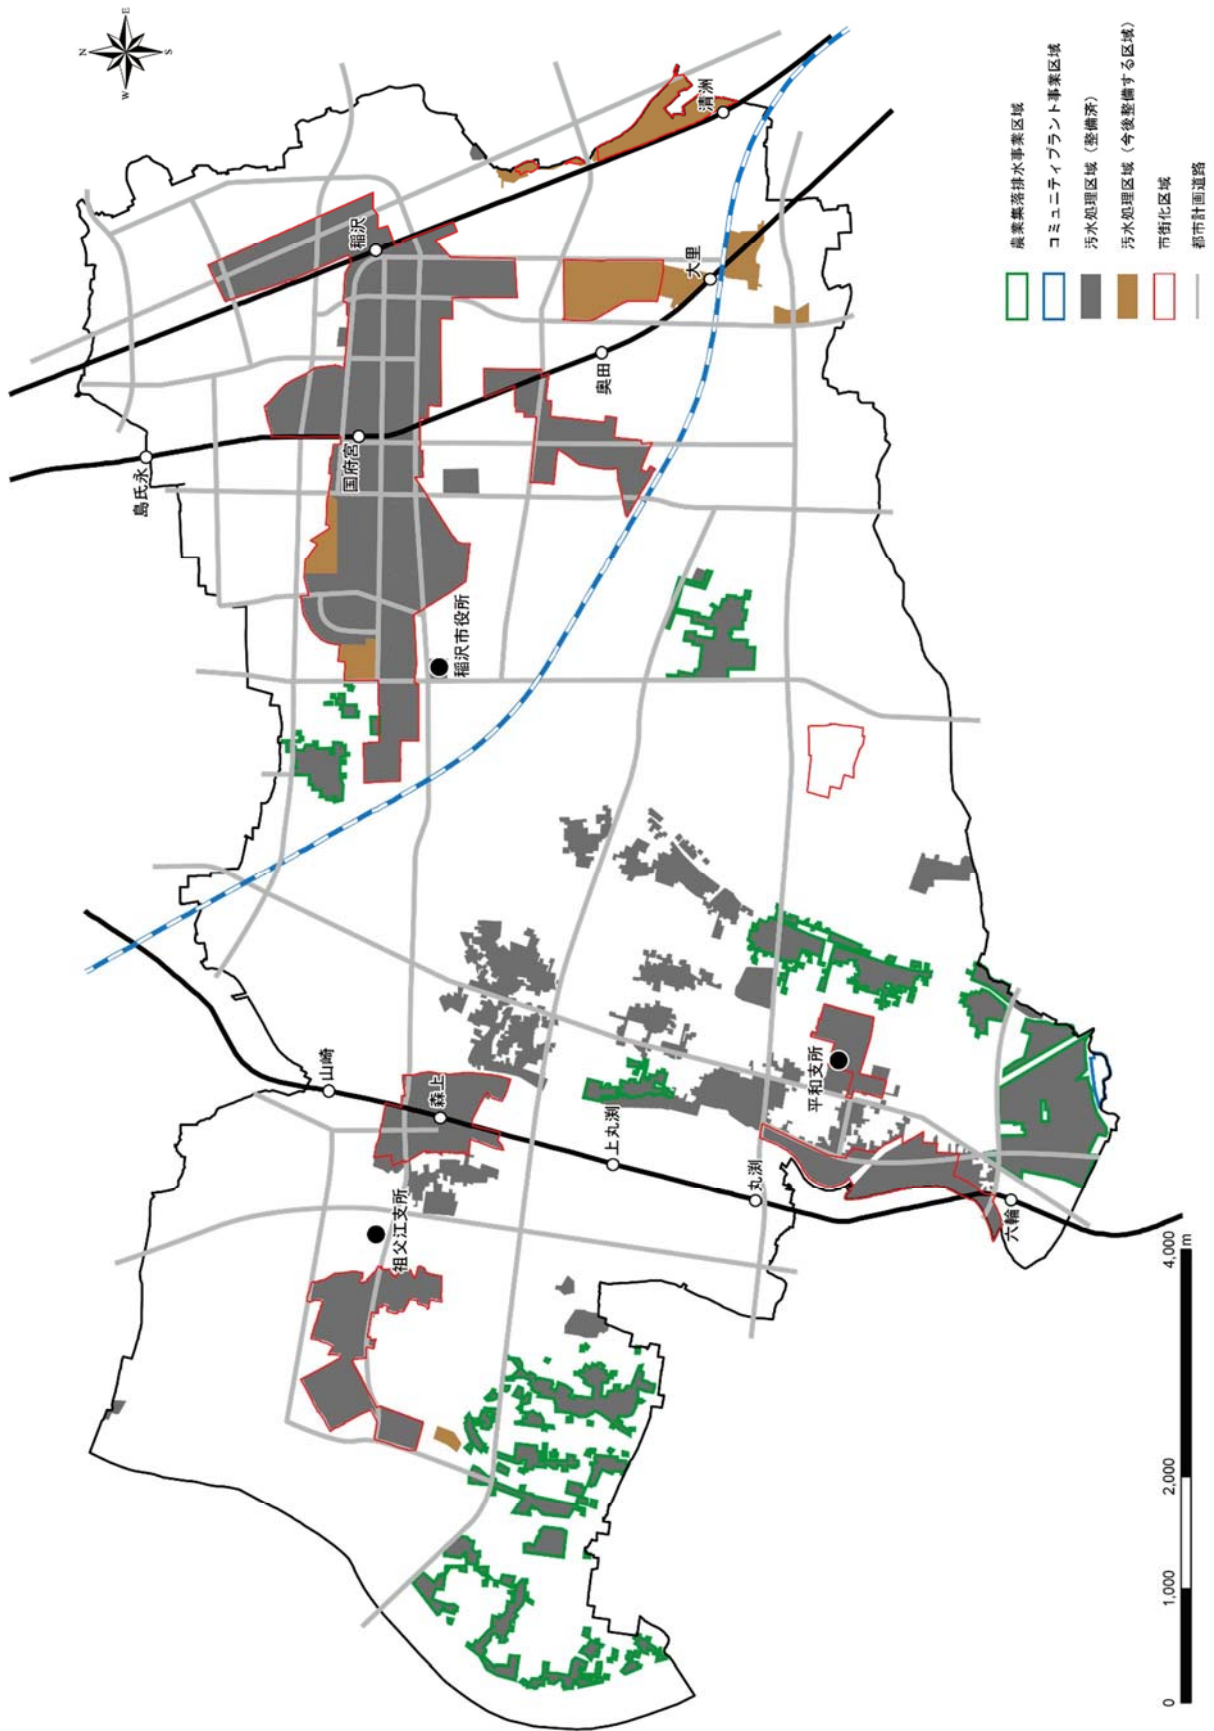 N
E
S
W
島氏永
国府宮
稲沢
清洲
大里
奥田
稲沢市役所
山崎
森上
上丸渕
丸渕
六輪
平和支所
祖父江支所
農業集落排水事業区域
コミュニティプラント事業区域
汚水処理区域（整備済）
汚水処理区域（今後整備する区域）
市街化区域
都市計画道路
0 1,000 2,000 4,000
m